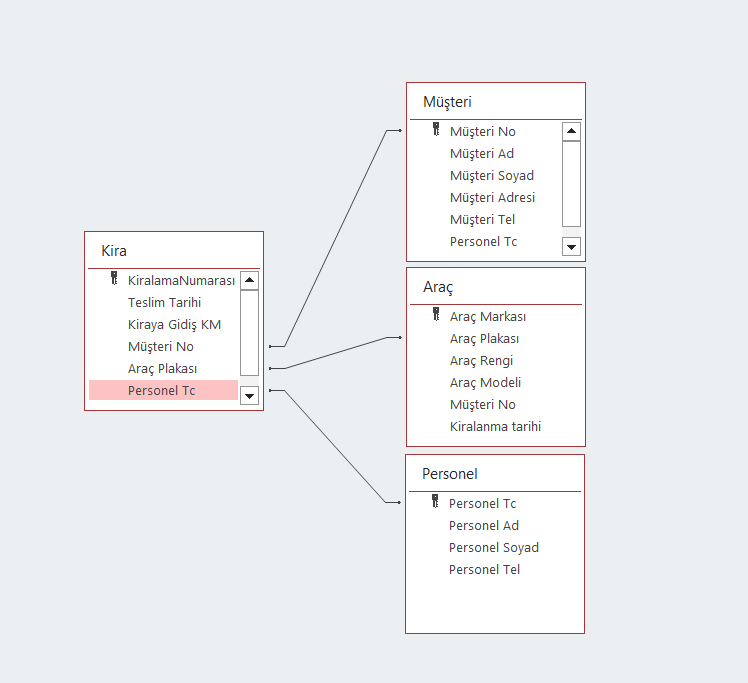 Kira
KiralamaNumarası
Teslim Tarihi
Kiraya Gidiş KM
Müşteri No
Araç Plakası
Personel Tc
Müşteri
Müşteri No
Müşteri Ad
Müşteri Soyad
Müşteri Adresi
Müşteri Tel
Personel Tc
Araç
Araç Markası
Araç Plakası
Araç Rengi
Araç Modeli
Müşteri No
Kiralanma tarihi
Personel
Personel Tc
Personel Ad
Personel Soyad
Personel Tel